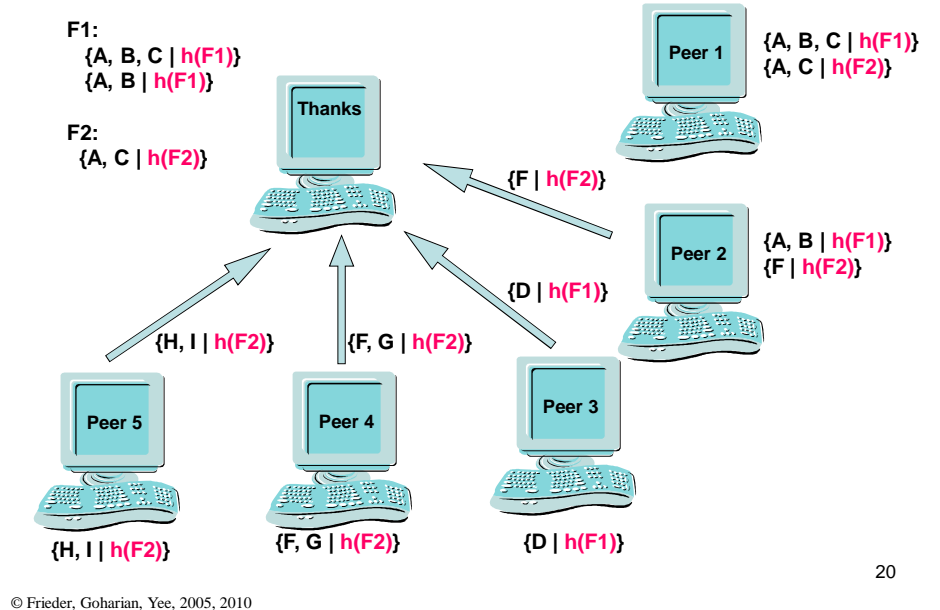 F1:
{A, B, C | h(F1)}
{A, B | h(F1)}
F2:
{A, C | h(F2)}
Thanks
Peer 1
{A, B, C | h(F1)}
{A, C | h(F2)}
{F | h(F2)}
Peer 2
{A, B | h(F1)}
{F | h(F2)}
{D | h(F1)}
{H, I | h(F2)}
{F, G | h(F2)}
Peer 5
Peer 4
Peer 3
{H, I | h(F2)}
{F, G | h(F2)}
{D | h(F1)}
20
© Frieder, Goharian, Yee, 2005, 2010